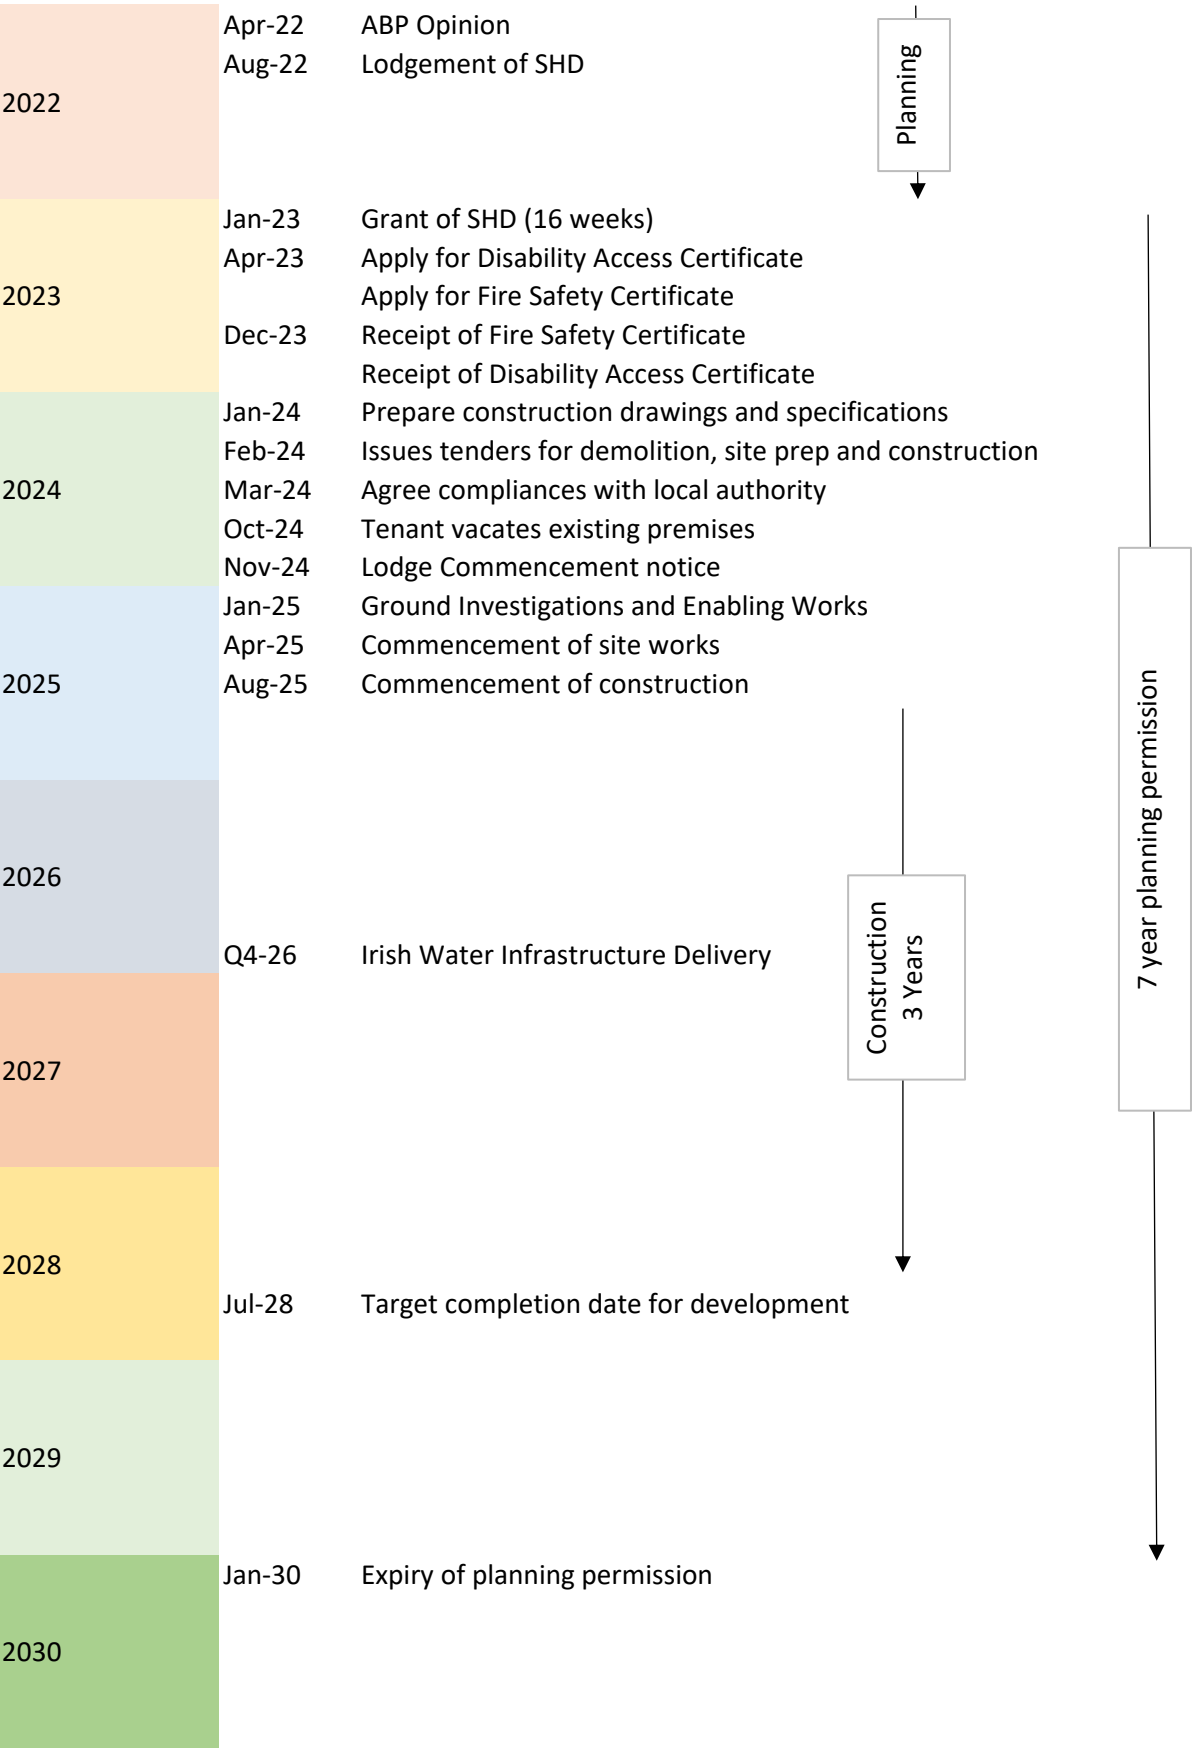 2022
Apr-22 ABP Opinion
Aug-22 Lodgement of SHD
Planning
2023
Jan-23 Grant of SHD (16 weeks)
Apr-23 Apply for Disability Access Certificate
Apply for Fire Safety Certificate
Dec-23 Receipt of Fire Safety Certificate
Receipt of Disability Access Certificate
2024
Jan-24 Prepare construction drawings and specifications
Feb-24 Issues tenders for demolition, site prep and construction
Mar-24 Agree compliances with local authority
Oct-24 Tenant vacates existing premises
Nov-24 Lodge Commencement notice
2025
Jan-25 Ground Investigations and Enabling Works
Apr-25 Commencement of site works
Aug-25 Commencement of construction
2026
Q4-26 Irish Water Infrastructure Delivery
Construction
3 Years
7 year planning permission
2027
2028
Jul-28 Target completion date for development
2029
2030
Jan-30 Expiry of planning permission